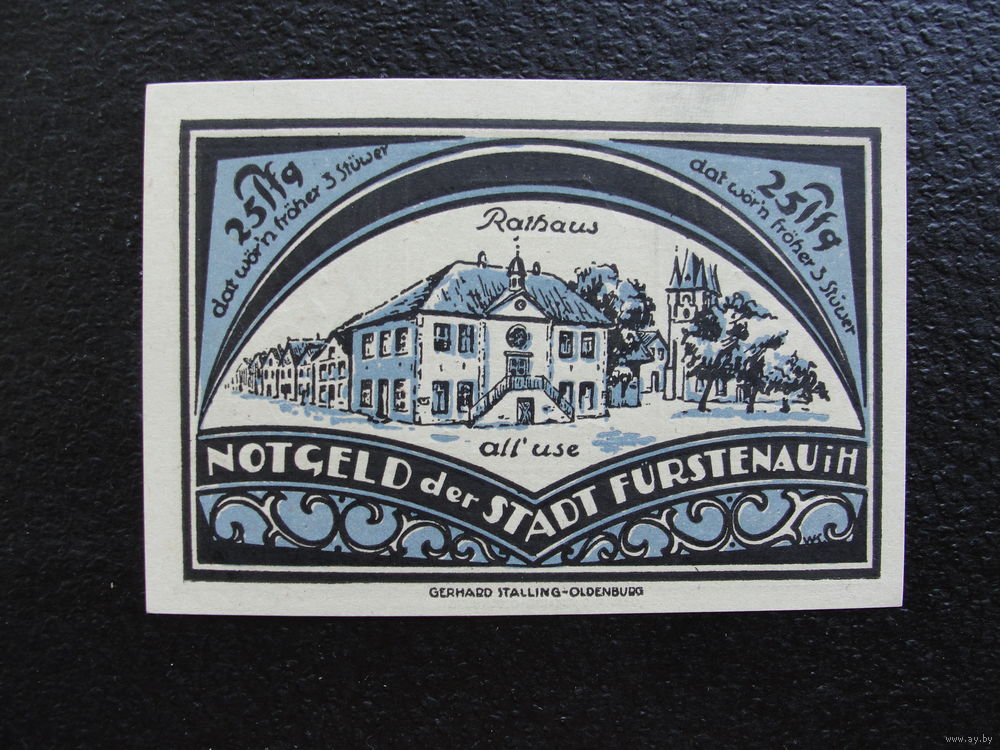 25 Pfg
dat wör'n fröher 3 Stüwer
25 Pfg
dat wör'n fröher 3 Stüwer
Rathaus
all' use
NOTGELD der STADT FÜRSTENAU i H
WK
GERHARD STALLING-OLDENBURG
www.ay.by